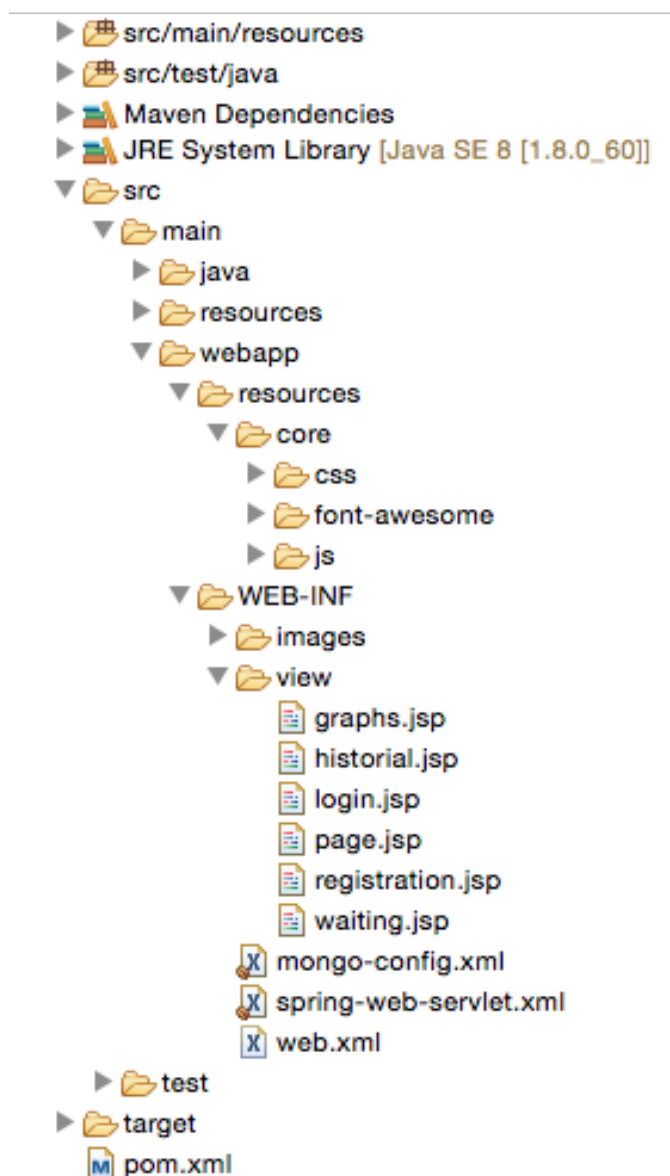 src/main/resources
src/test/java
Maven Dependencies
JRE System Library [Java SE 8 [1.8.0_60]]
src
main
java
resources
webapp
resources
core
css
font-awesome
js
WEB-INF
images
view
graphs.jsp
historial.jsp
login.jsp
page.jsp
registration.jsp
waiting.jsp
mongo-config.xml
spring-web-servlet.xml
web.xml
test
target
pom.xml